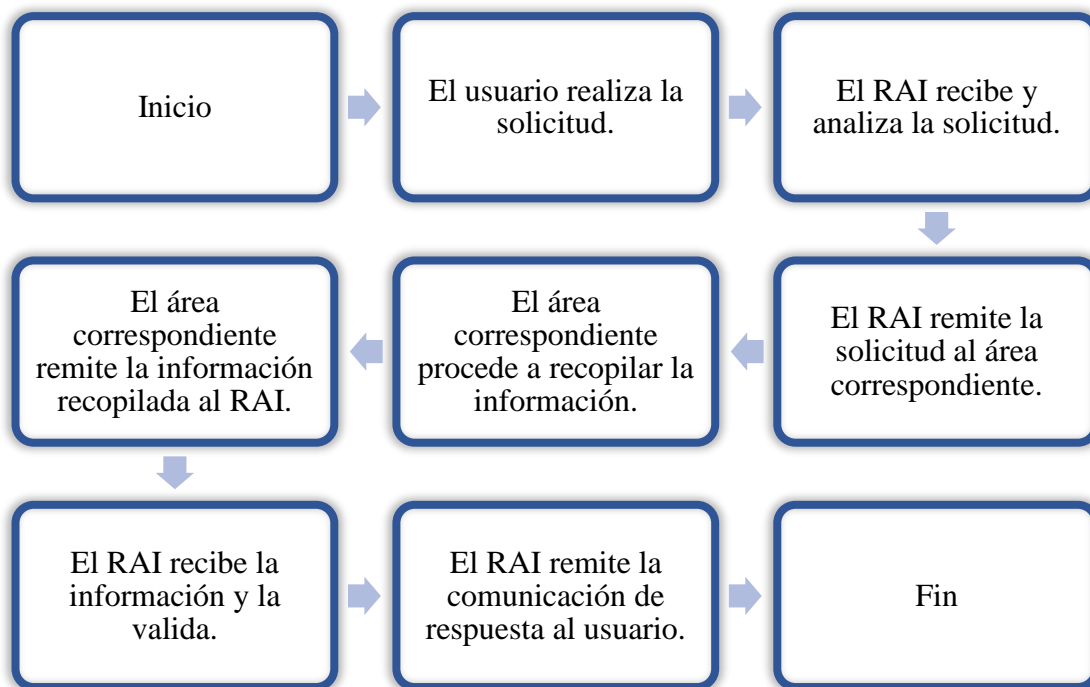 Inicio
El usuario realiza la
solicitud.
El RAI recibe y
analiza la solicitud.
El RAI remite la
solicitud al área
correspondiente.
El área
correspondiente
procede a recopilar la
información.
El área
correspondiente
remite la información
recopilada al RAI.
El RAI recibe la
información y la
valida.
El RAI remite la
comunicación de
respuesta al usuario.
Fin